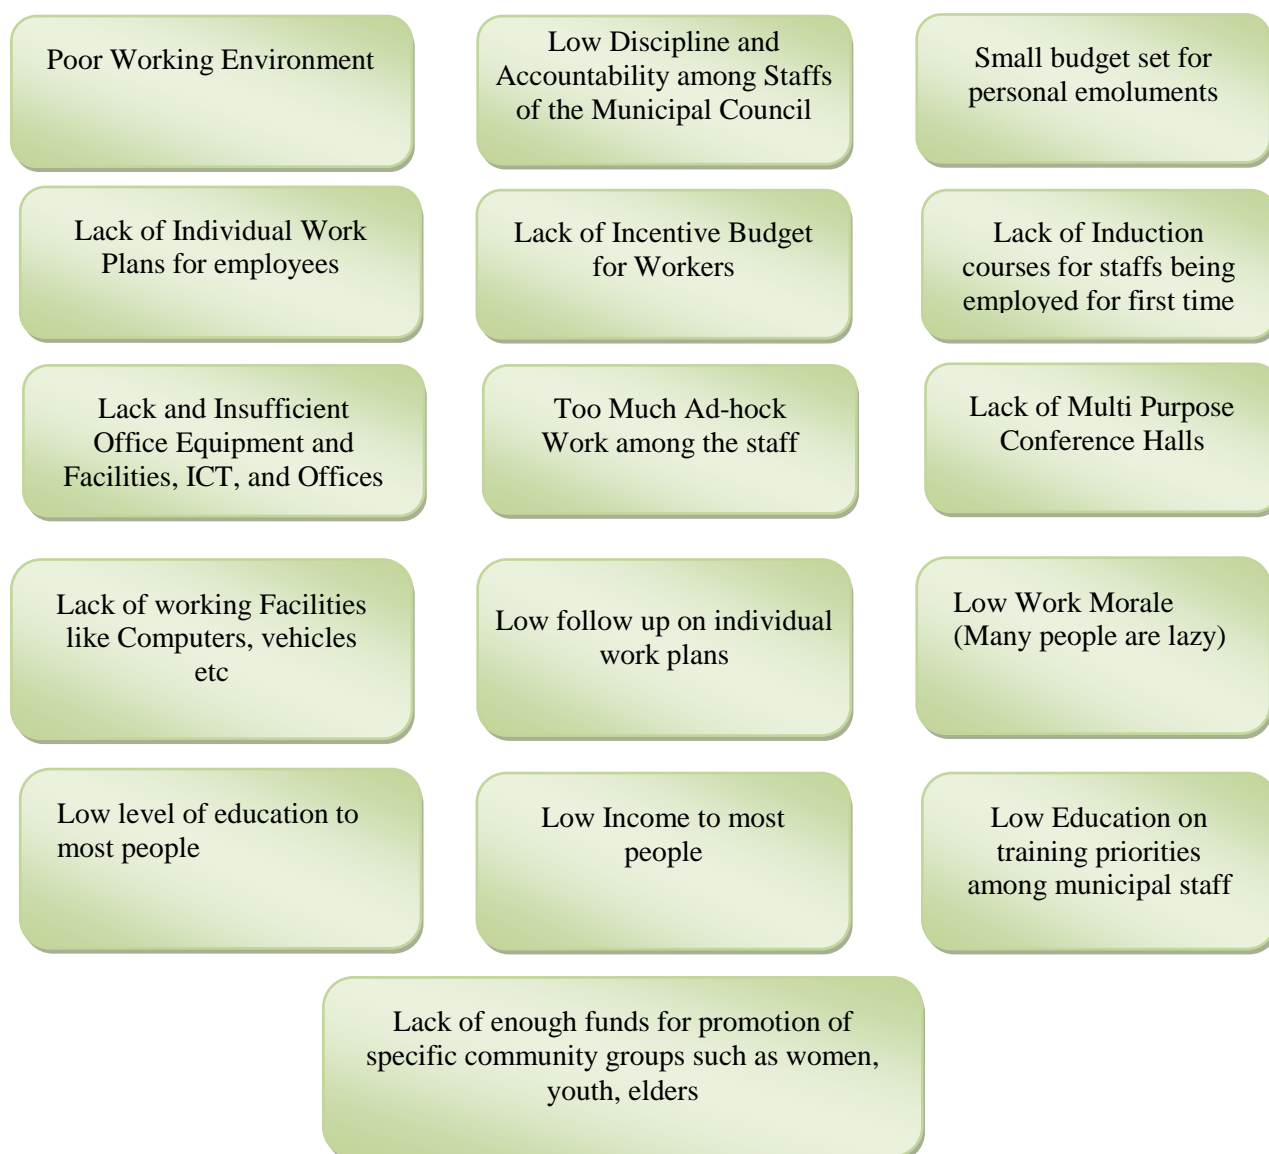 Poor Working Environment
Low Discipline and
Accountability among Staffs
of the Municipal Council
Small budget set for
personal emoluments
Lack of Individual Work
Plans for employees
Lack of Incentive Budget
for Workers
Lack of Induction
courses for staffs being
employed for first time
Lack and Insufficient
Office Equipment and
Facilities, ICT, and Offices
Too Much Ad-hock
Work among the staff
Lack of Multi Purpose
Conference Halls
Lack of working Facilities
like Computers, vehicles
etc
Low follow up on individual
work plans
Low Work Morale
(Many people are lazy)
Low level of education to
most people
Low Income to most
people
Low Education on
training priorities
among municipal staff
Lack of enough funds for promotion of
specific community groups such as women,
youth, elders